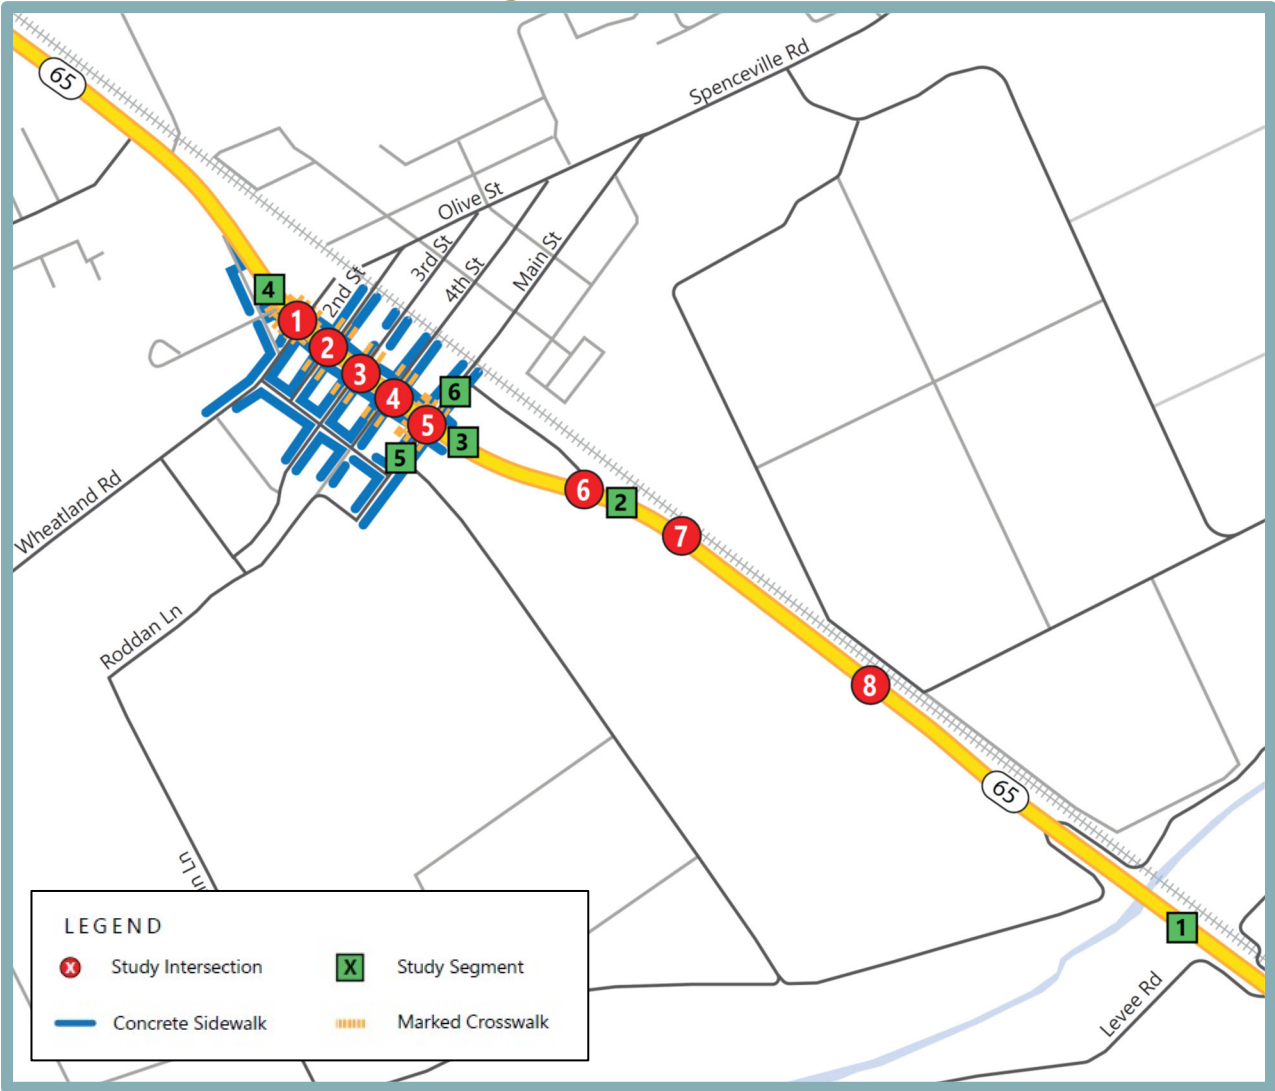 65
Spenceville Rd
Olive St
2nd St
3rd St
4th St
Main St
4
1
2
3
4
5
6
3
5
6
2
7
Wheatland Rd
Roddan Ln
8
65
1
Levee Rd
n Ln
LEGEND
X Study Intersection
X Study Segment
Concrete Sidewalk
Marked Crosswalk